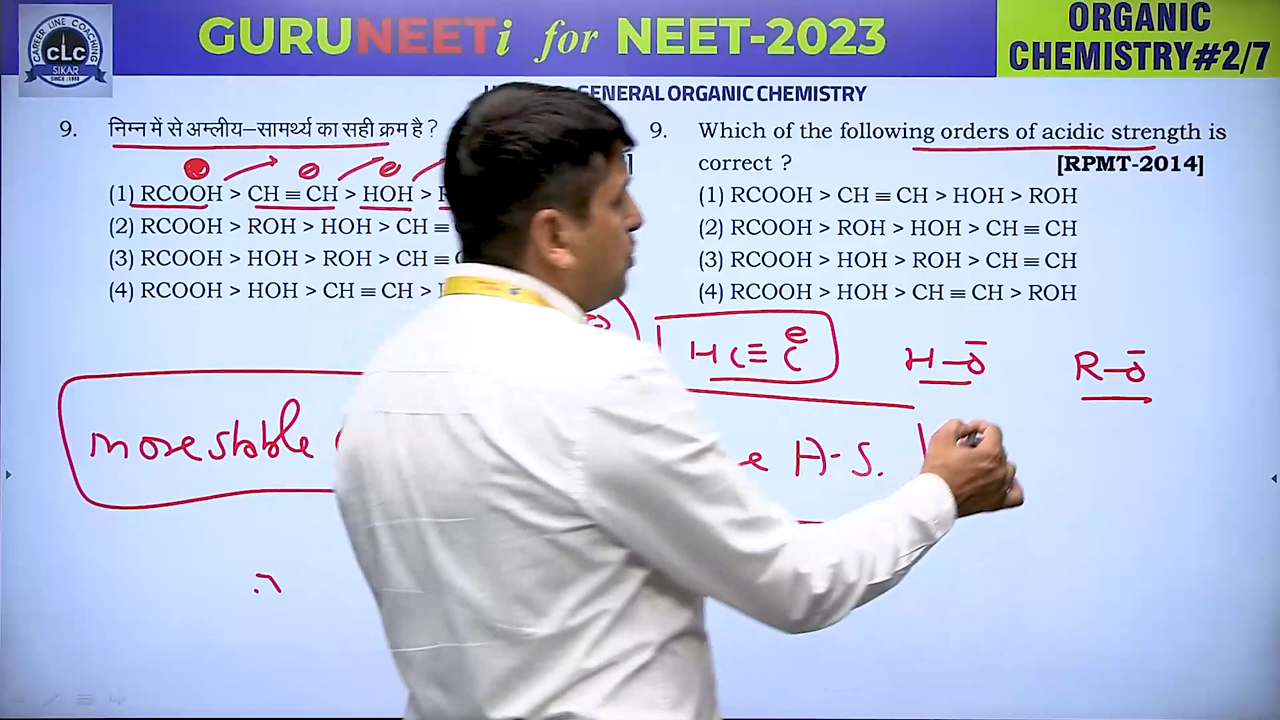 CAREER LINE COACHING
CLC
SIKAR
SINCE : 1996
GURUNEETi for NEET-2023
ORGANIC
CHEMISTRY#2/7
GENERAL ORGANIC CHEMISTRY
9. निम्न में से अम्लीय–सामर्थ्य का सही क्रम है ?
(1) RCOOH > CH ≡ CH > HOH >
(2) RCOOH > ROH > HOH > CH ≡
(3) RCOOH > HOH > ROH > CH ≡
(4) RCOOH > HOH > CH ≡ CH >
9. Which of the following orders of acidic strength is
correct ? [RPMT-2014]
(1) RCOOH > CH ≡ CH > HOH > ROH
(2) RCOOH > ROH > HOH > CH ≡ CH
(3) RCOOH > HOH > ROH > CH ≡ CH
(4) RCOOH > HOH > CH ≡ CH > ROH
HC≡C⊖ H–O⁻ R–O⁻
more stable A·S.